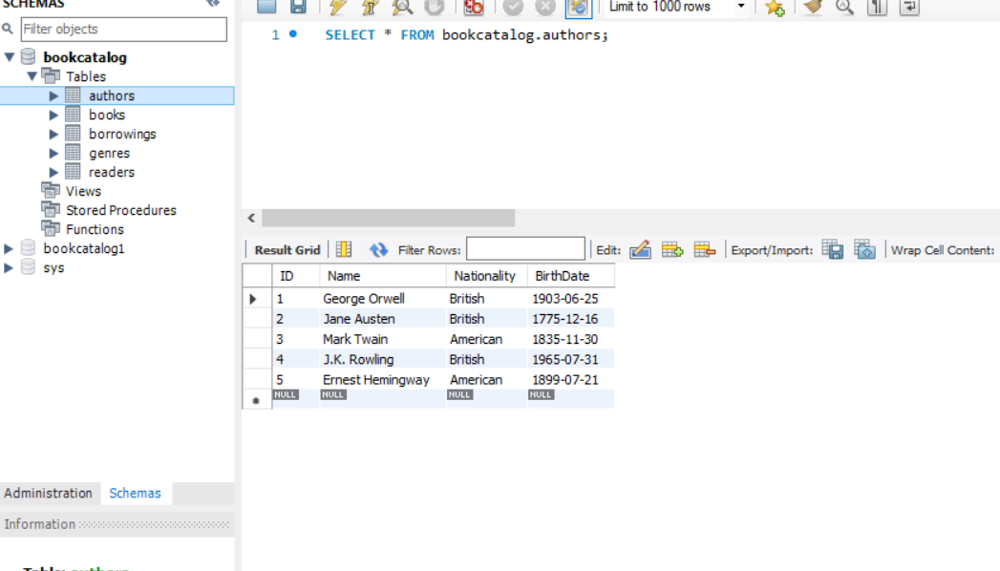 SCHEMAS
Filter objects
bookcatalog
Tables
authors
books
borrowings
genres
readers
Views
Stored Procedures
Functions
bookcatalog1
sys
Administration Schemas
Information
Table: authors
Limit to 1000 rows
1 SELECT * FROM bookcatalog.authors;
Result Grid Filter Rows: Edit: Export/Import: Wrap Cell Content:
ID Name Nationality BirthDate
1 George Orwell British 1903-06-25
2 Jane Austen British 1775-12-16
3 Mark Twain American 1835-11-30
4 J.K. Rowling British 1965-07-31
5 Ernest Hemingway American 1899-07-21
NULL NULL NULL NULL